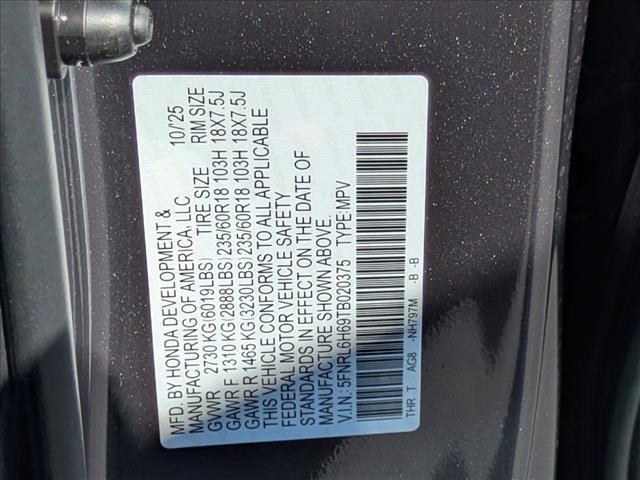 MFD. BY HONDA DEVELOPMENT &
MANUFACTURING OF AMERICA, LLC 10/25
GVWR 2730 KG(6019LBS) TIRE SIZE RIM SIZE
GAWR F 1310 KG(2888LBS)235/60R18 103H 18X7.5J
GAWR R 1465 KG(3230LBS)235/60R18 103H 18X7.5J
THIS VEHICLE CONFORMS TO ALL APPLICABLE
FEDERAL MOTOR VEHICLE SAFETY
STANDARDS IN EFFECT ON THE DATE OF
MANUFACTURE SHOWN ABOVE.
V.I.N.: 5FNRL6H69TB020375 TYPE:MPV
THR T AG8 -NH797M -B -B